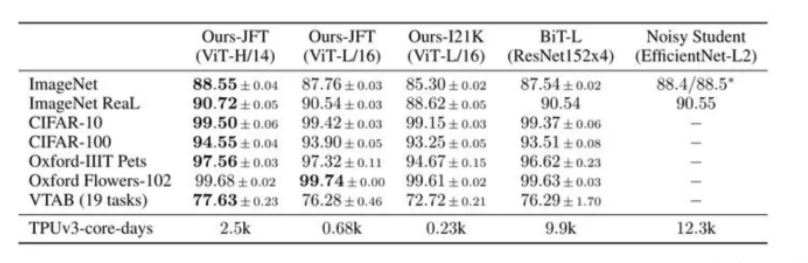 Ours-JFT Ours-JFT Ours-I21K BiT-L Noisy Student
(ViT-H/14) (ViT-L/16) (ViT-L/16) (ResNet152x4) (EfficientNet-L2)
ImageNet 88.55 ± 0.04 87.76 ± 0.03 85.30 ± 0.02 87.54 ± 0.02 88.4/88.5*
ImageNet ReaL 90.72 ± 0.05 90.54 ± 0.03 88.62 ± 0.05 90.54 90.55
CIFAR-10 99.50 ± 0.06 99.42 ± 0.03 99.15 ± 0.03 99.37 ± 0.06 –
CIFAR-100 94.55 ± 0.04 93.90 ± 0.05 93.25 ± 0.05 93.51 ± 0.08 –
Oxford-IIIT Pets 97.56 ± 0.03 97.32 ± 0.11 94.67 ± 0.15 96.62 ± 0.23 –
Oxford Flowers-102 99.68 ± 0.02 99.74 ± 0.00 99.61 ± 0.02 99.63 ± 0.03 –
VTAB (19 tasks) 77.63 ± 0.23 76.28 ± 0.46 72.72 ± 0.21 76.29 ± 1.70 –
TPUv3-core-days 2.5k 0.68k 0.23k 9.9k 12.3k